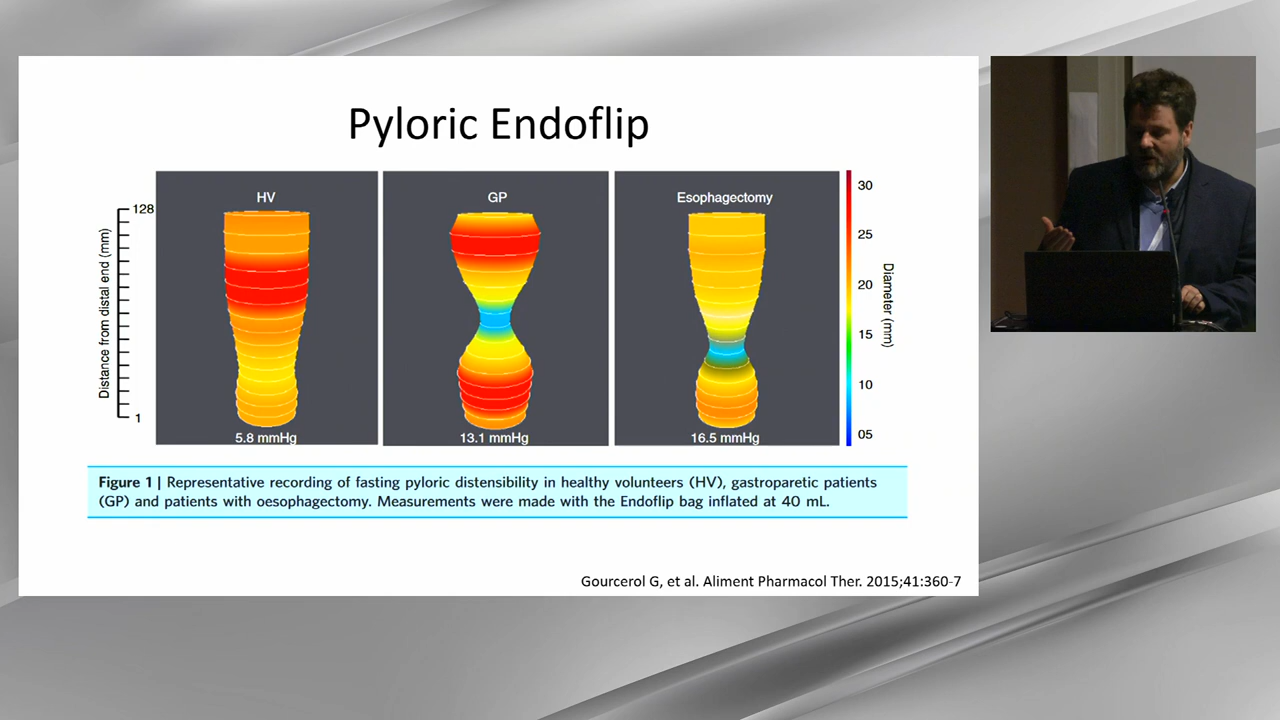 Pyloric Endoflip
HV
GP
Esophagectomy
128
1
Distance from distal end (mm)
5.8 mmHg
13.1 mmHg
16.5 mmHg
30
25
20
15
10
05
Diameter (mm)
Figure 1 | Representative recording of fasting pyloric distensibility in healthy volunteers (HV), gastroparetic patients
(GP) and patients with oesophagectomy. Measurements were made with the Endoflip bag inflated at 40 mL.
Gourcerol G, et al. Aliment Pharmacol Ther. 2015;41:360-7